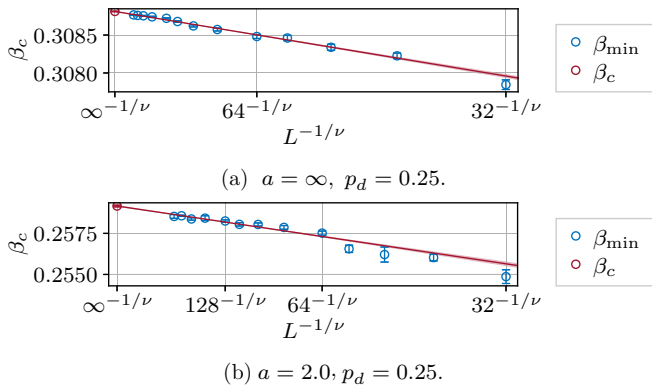 0.3085
0.3080
β_c
∞^{-1/ν}
64^{-1/ν}
32^{-1/ν}
L^{-1/ν}
β_min
β_c
(a) a = ∞, p_d = 0.25.
0.2575
0.2550
β_c
∞^{-1/ν}
128^{-1/ν}
64^{-1/ν}
32^{-1/ν}
L^{-1/ν}
β_min
β_c
(b) a = 2.0, p_d = 0.25.